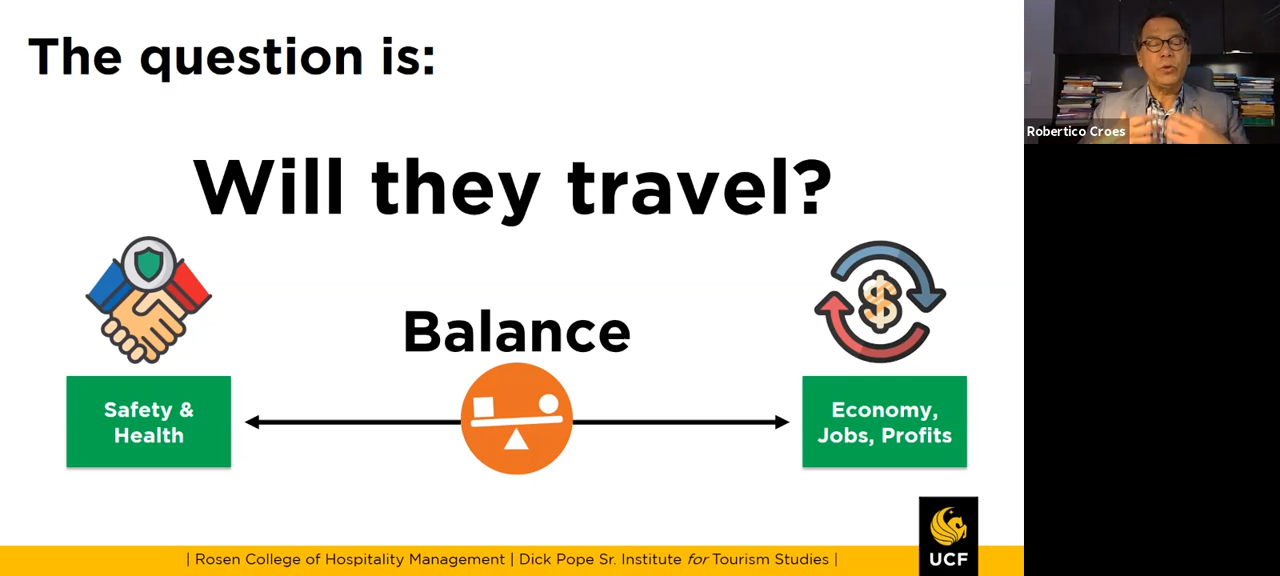 The question is:
Will they travel?
Balance
Safety &
Health
$
Economy,
Jobs, Profits
| Rosen College of Hospitality Management | Dick Pope Sr. Institute for Tourism Studies |
UCF
Robertico Croes